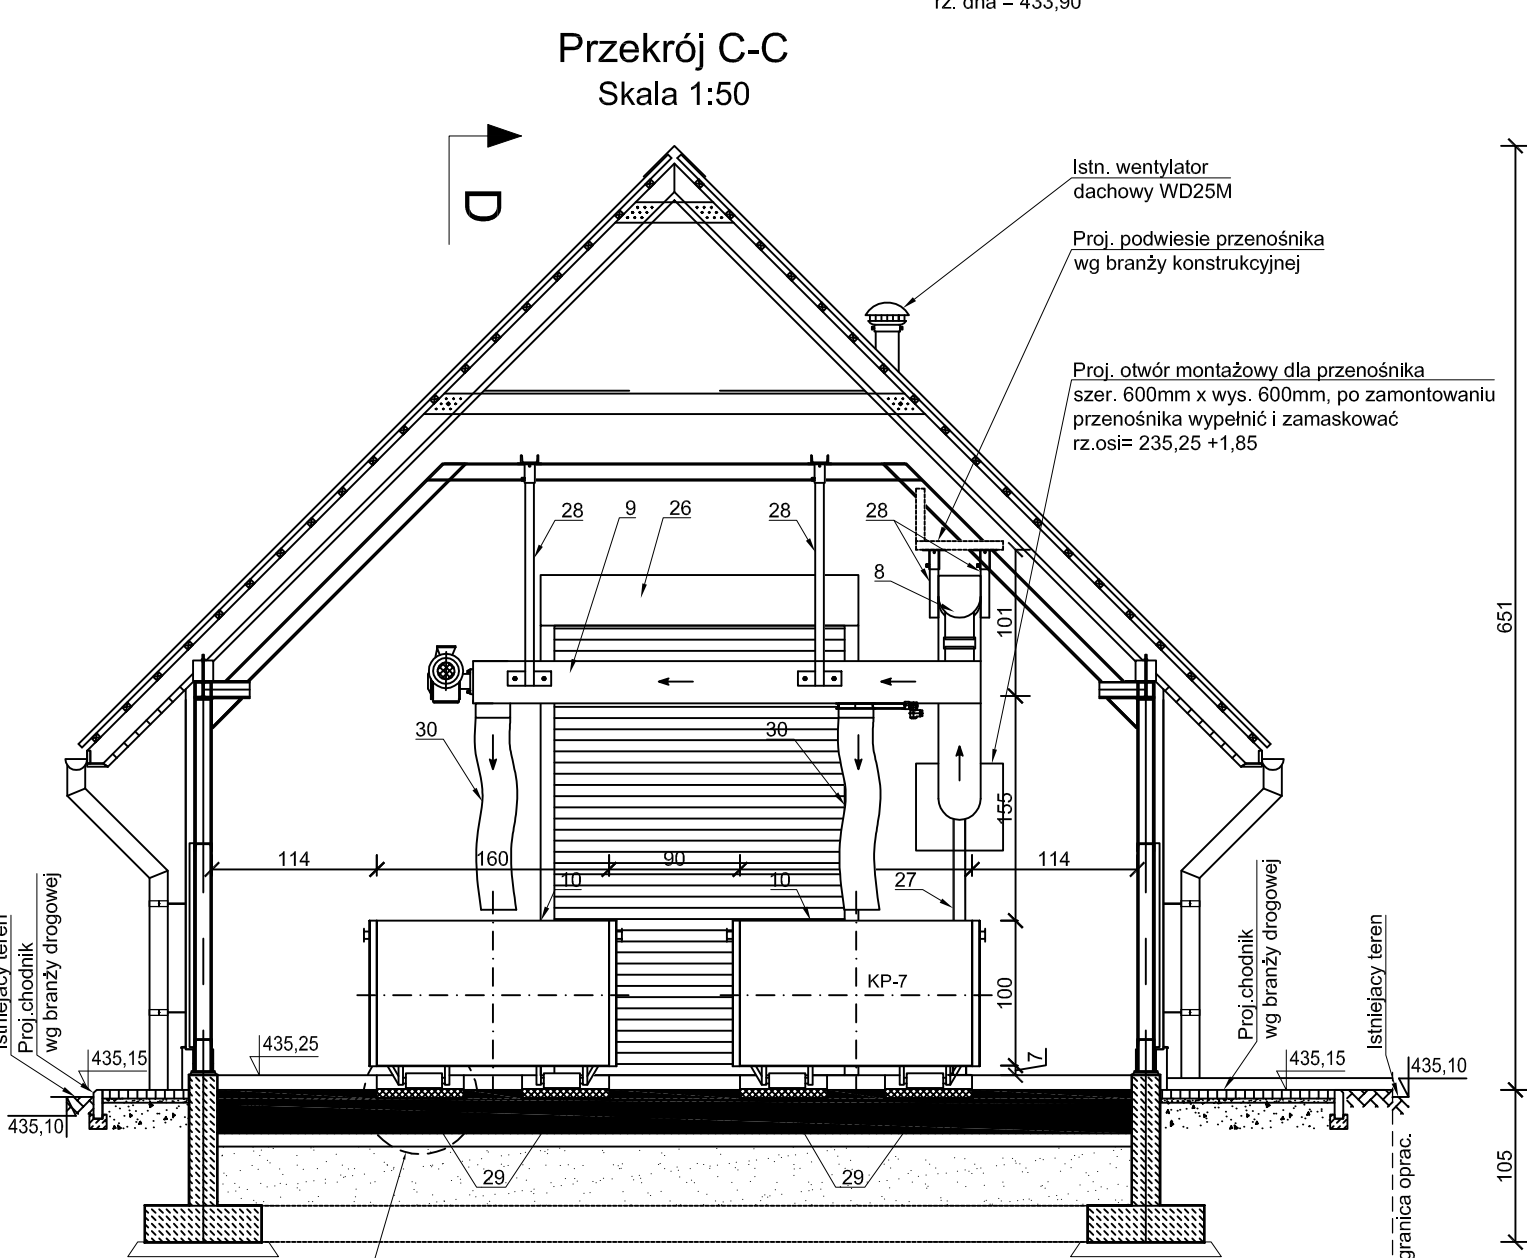 rz. dna = 433,90
Przekrój C-C
Skala 1:50
D
Istn. wentylator
dachowy WD25M
Proj. podwiesie przenośnika
wg branży konstrukcyjnej
Proj. otwór montażowy dla przenośnika
szer. 600mm x wys. 600mm, po zamontowaniu
przenośnika wypełnić i zamaskować
rz.osi= 235,25 +1,85
28
9
26
28
28
8
101
651
30
30
155
114
160
90
114
10
10
27
KP-7
100
7
Istniejacy teren
Proj.chodnik
wg branży drogowej
435,15
435,25
435,10
Proj.chodnik
wg branży drogowej
435,15
Istniejacy teren
435,10
29
29
105
granica oprac.